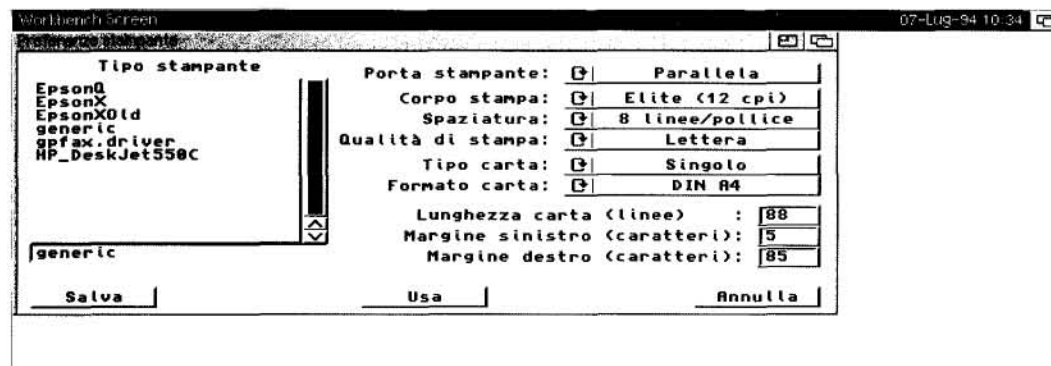 Workbench Screen 07-Lug-94 10:34
Preferenze stampante
Tipo stampante
EpsonQ
EpsonX
EpsonXOld
generic
gpfax.driver
HP_DeskJet550C
generic
Porta stampante: Parallela
Corpo stampa: Elite (12 cpi)
Spaziatura: 8 linee/pollice
Qualità di stampa: Lettera
Tipo carta: Singolo
Formato carta: DIN A4
Lunghezza carta (linee) : 88
Margine sinistro (caratteri): 5
Margine destro (caratteri): 85
Salva Usa Annulla